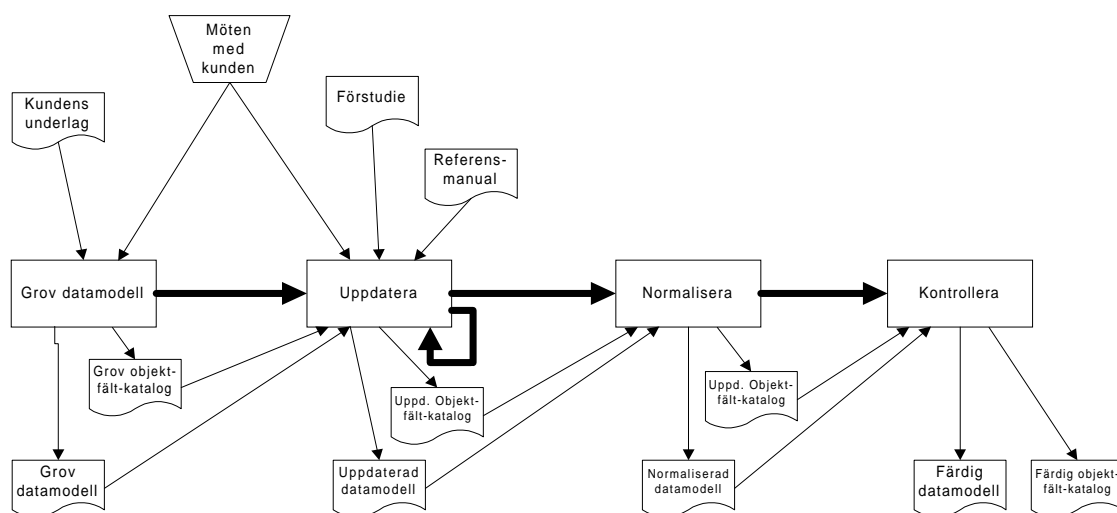 Möten
med
kunden
Kundens
underlag
Förstudie
Referens-
manual
Grov datamodell
Uppdatera
Normalisera
Kontrollera
Grov objekt-
fält-katalog
Uppd. Objekt-
fält-katalog
Uppd. Objekt-
fält-katalog
Grov
datamodell
Uppdaterad
datamodell
Normaliserad
datamodell
Färdig
datamodell
Färdig objekt-
fält-katalog